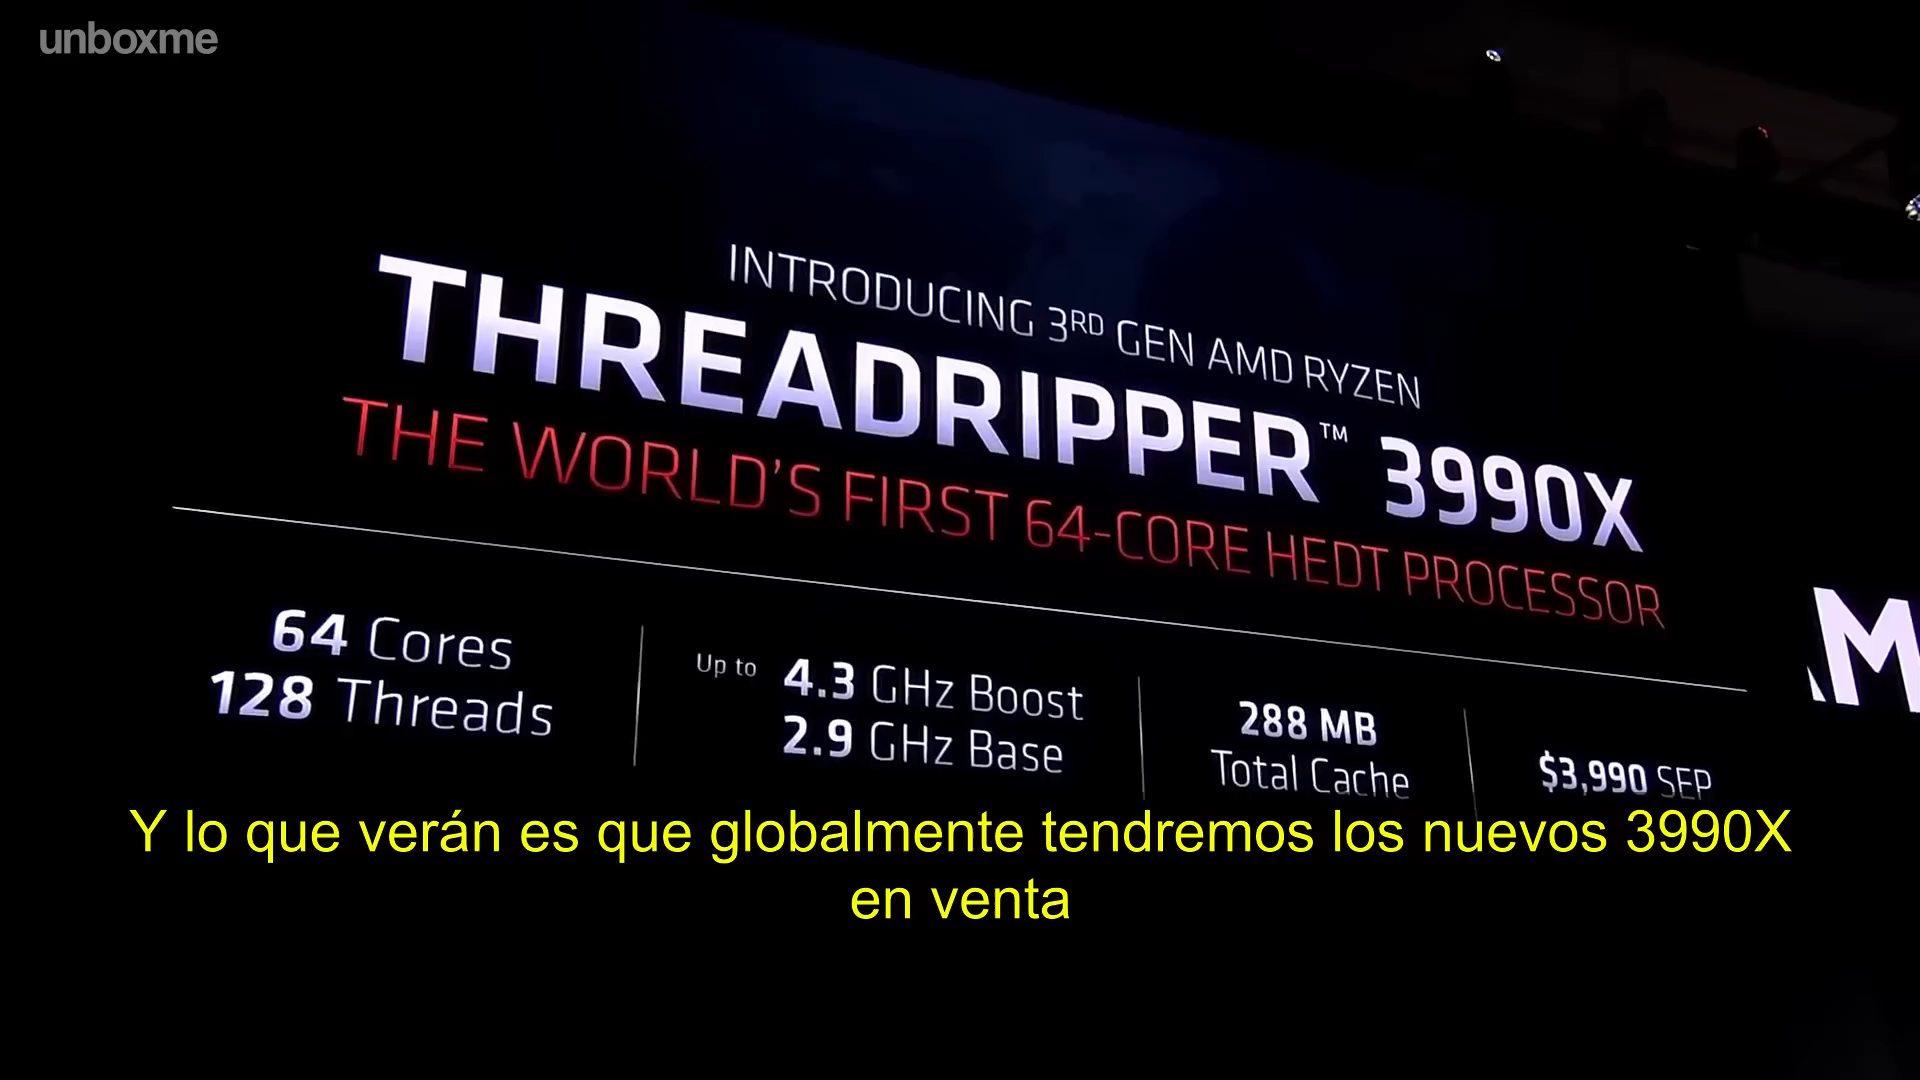 unboxme
INTRODUCING 3RD GEN AMD RYZEN
THREADRIPPER™ 3990X
THE WORLD'S FIRST 64-CORE HEDT PROCESSOR
64 Cores
128 Threads
Up to 4.3 GHz Boost
2.9 GHz Base
288 MB
Total Cache
$3,990 SEP
Y lo que verán es que globalmente tendremos los nuevos 3990X
en venta